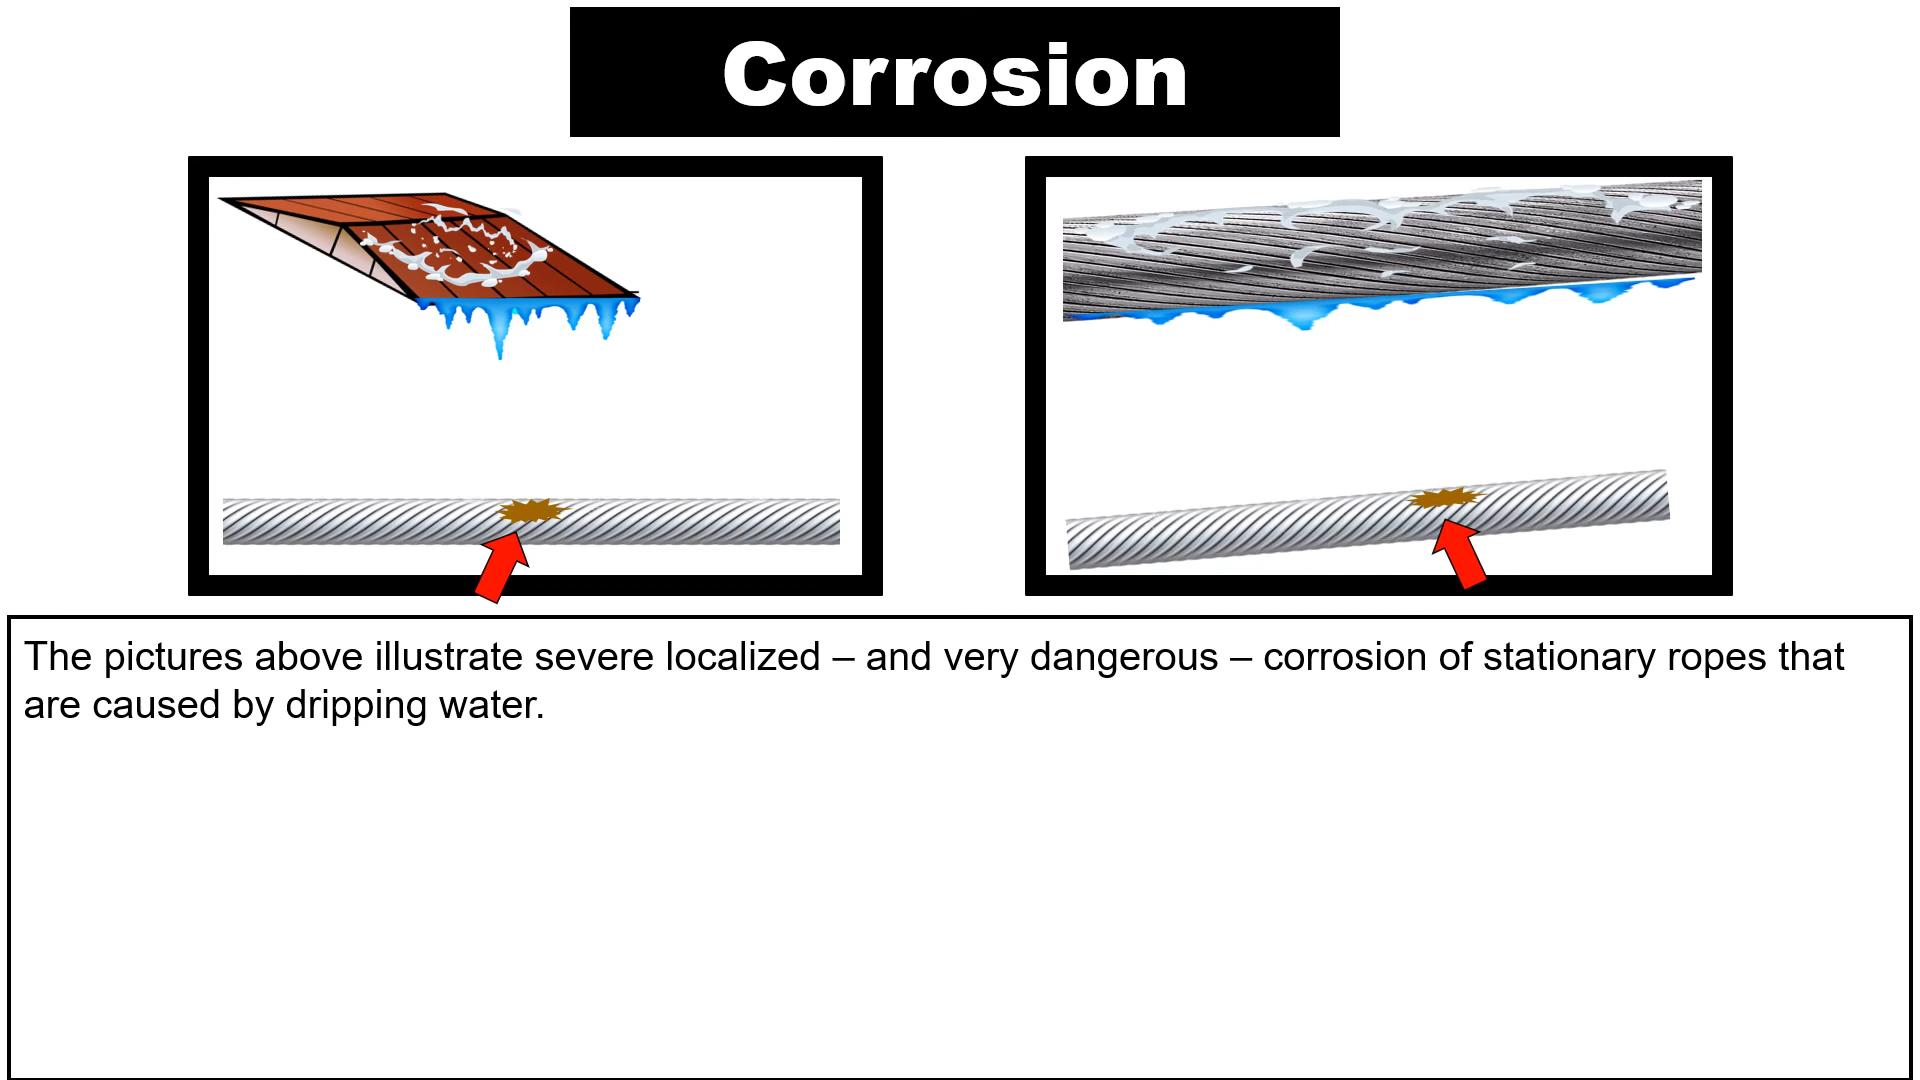 Corrosion
The pictures above illustrate severe localized – and very dangerous – corrosion of stationary ropes that
are caused by dripping water.